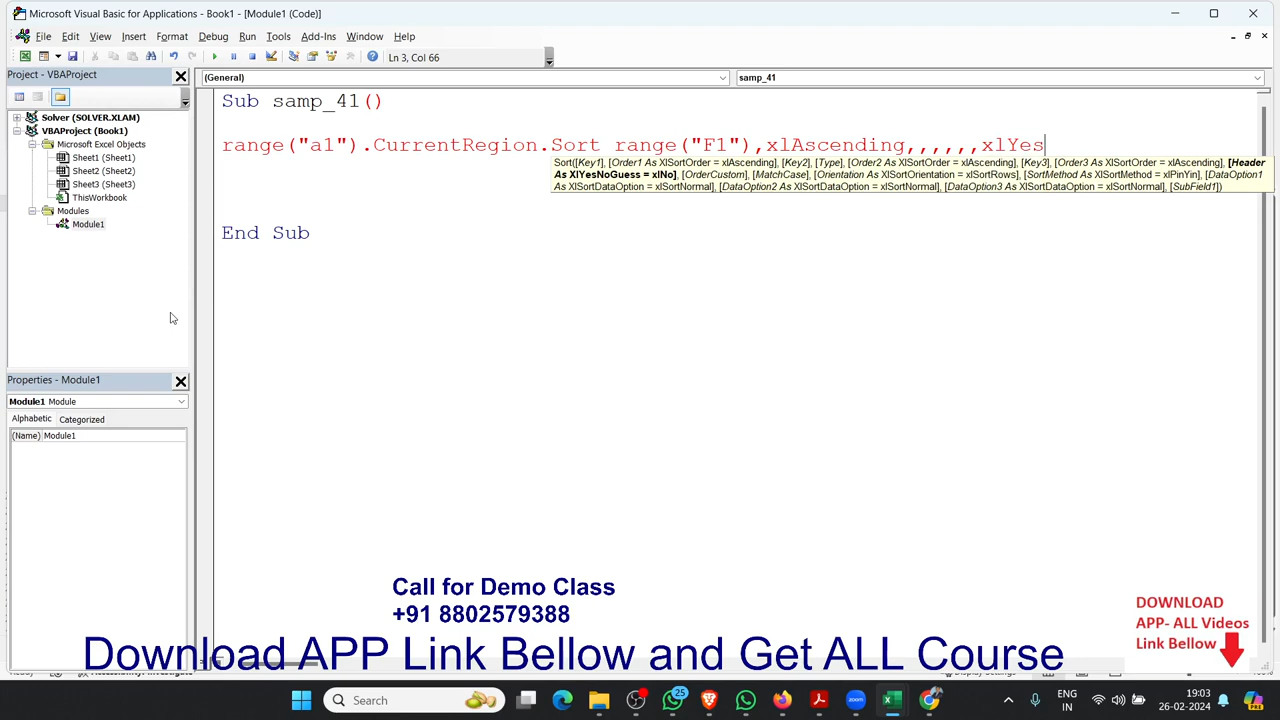 Microsoft Visual Basic for Applications - Book1 - [Module1 (Code)]
File Edit View Insert Format Debug Run Tools Add-Ins Window Help
Ln 3, Col 66
Project - VBAProject
(General)
samp_41
Solver (SOLVER.XLAM)
VBAProject (Book1)
Microsoft Excel Objects
Sheet1 (Sheet1)
Sheet2 (Sheet2)
Sheet3 (Sheet3)
ThisWorkbook
Modules
Module1
Properties - Module1
Module1 Module
Alphabetic Categorized
(Name) Module1
Sub samp_41()
range("a1").CurrentRegion.Sort range("F1"),xlAscending,,,,,,xlYes
Sort([Key1], [Order1 As XlSortOrder = xlAscending], [Key2], [Type], [Order2 As XlSortOrder = xlAscending], [Key3], [Order3 As XlSortOrder = xlAscending], [Header
As XlYesNoGuess = xlNo], [OrderCustom], [MatchCase], [Orientation As XlSortOrientation = xlSortRows], [SortMethod As XlSortMethod = xlPinYin], [DataOption1
As XlSortDataOption = xlSortNormal], [DataOption2 As XlSortDataOption = xlSortNormal], [DataOption3 As XlSortDataOption = xlSortNormal], [SubField1])
End Sub
Call for Demo Class
+91 8802579388
Download APP Link Bellow and Get ALL Course
DOWNLOAD
APP- ALL Videos
Link Bellow
Search
25
ENG
IN
19:03
26-02-2024